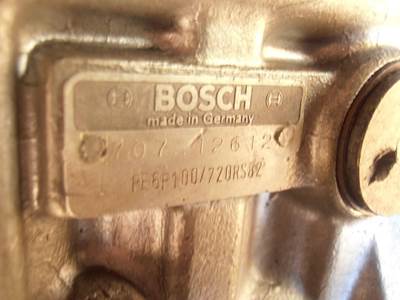 BOSCH
made in Germany
707 12612
PE6P100/720RS82